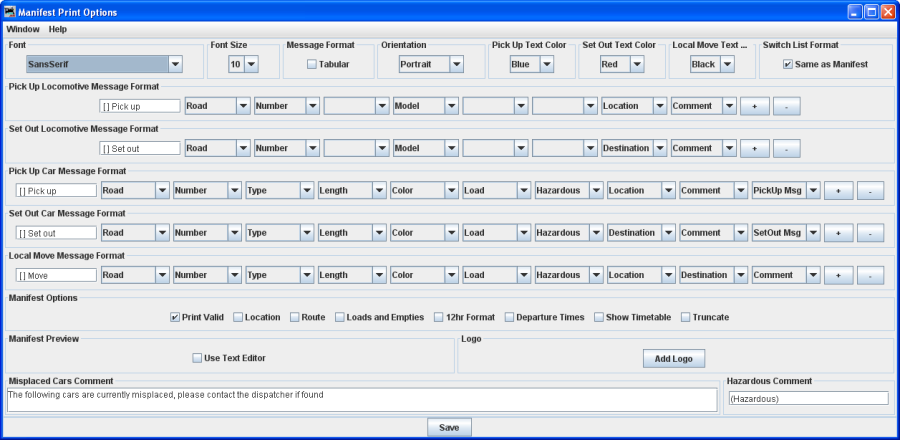 Manifest Print Options
Window Help
Font Font Size Message Format Orientation Pick Up Text Color Set Out Text Color Local Move Text ... Switch List Format
SansSerif 10 Tabular Portrait Blue Red Black Same as Manifest
Pick Up Locomotive Message Format
[ ] Pick up Road Number Model Location Comment + -
Set Out Locomotive Message Format
[ ] Set out Road Number Model Destination Comment + -
Pick Up Car Message Format
[ ] Pick up Road Number Type Length Color Load Hazardous Location Comment PickUp Msg + -
Set Out Car Message Format
[ ] Set out Road Number Type Length Color Load Hazardous Destination Comment SetOut Msg + -
Local Move Message Format
[ ] Move Road Number Type Length Color Load Hazardous Location Destination Comment + -
Manifest Options
Print Valid Location Route Loads and Empties 12hr Format Departure Times Show Timetable Truncate
Manifest Preview Logo
Use Text Editor Add Logo
Misplaced Cars Comment Hazardous Comment
The following cars are currently misplaced, please contact the dispatcher if found (Hazardous)
Save